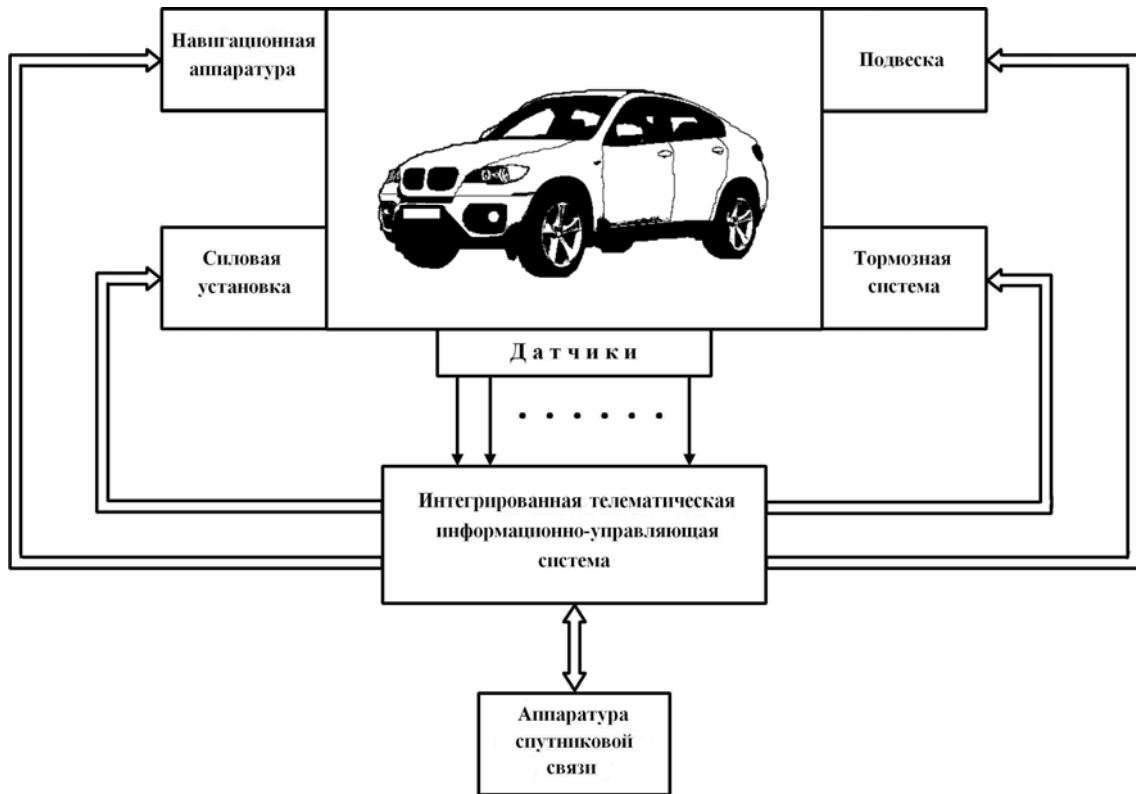 Навигационная
аппаратура
Подвеска
Силовая
установка
Тормозная
система
Датчики
Интегрированная телематическая
информационно-управляющая
система
Аппаратура
спутниковой
связи